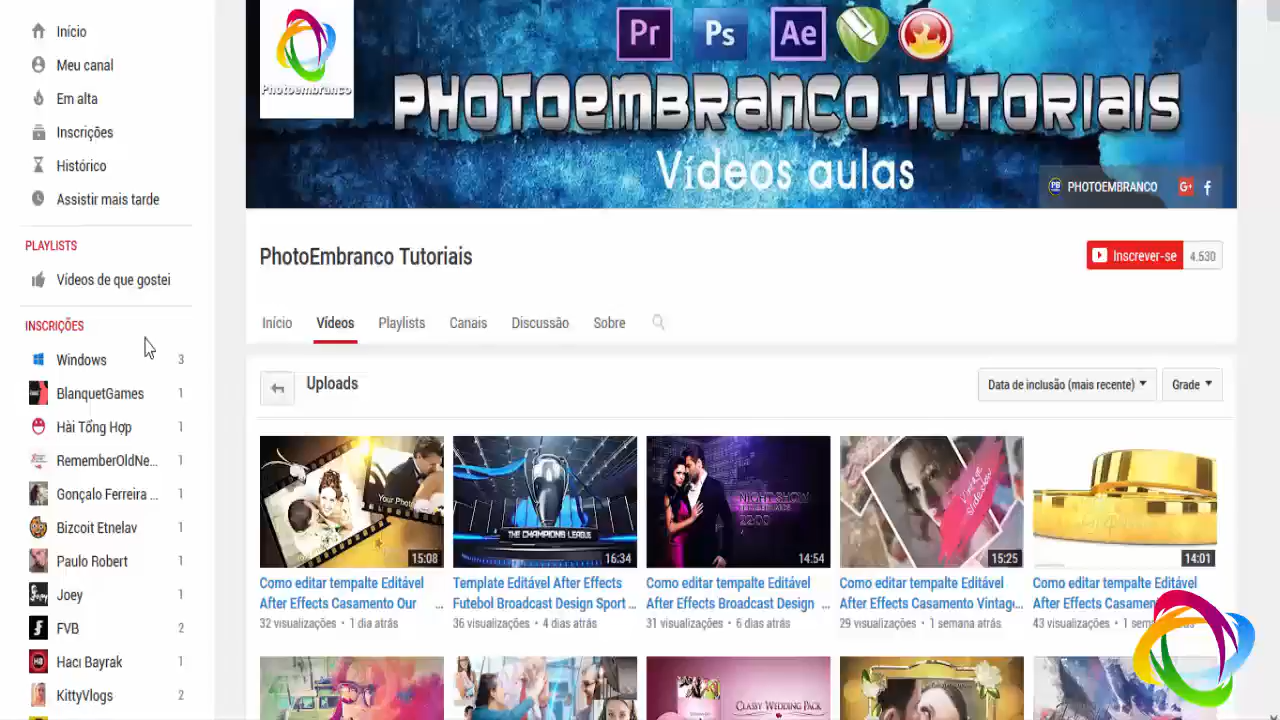 Início
Meu canal
Em alta
Inscrições
Histórico
Assistir mais tarde
PLAYLISTS
Vídeos de que gostei
INSCRIÇÕES
Windows 3
BlanquetGames 1
Hài Tổng Hợp 1
RememberOldNe... 1
Gonçalo Ferreira ... 1
Bizcoit Etnelav 1
Paulo Robert 1
Joey 1
FVB 2
Hacı Bayrak 1
KittyVlogs 2
Photoembranco
Pr Ps Ae
PHOTOEMBRANCO TUTORIAIS
Vídeos aulas
PB PHOTOEMBRANCO G+ f
PhotoEmbranco Tutoriais
Inscrever-se 4.530
Início Vídeos Playlists Canais Discussão Sobre
Uploads
Data de inclusão (mais recente) Grade
Your Photo
15:08
THE CHAMPIONS LEAGUE
16:34
NIGHT SHOW
22:00
14:54
Slideshow
15:25
14:01
Como editar tempalte Editável
After Effects Casamento Our ...
32 visualizações • 1 dia atrás
Template Editável After Effects
Futebol Broadcast Design Sport ...
36 visualizações • 4 dias atrás
Como editar tempalte Editável
After Effects Broadcast Design ...
31 visualizações • 6 dias atrás
Como editar tempalte Editável
After Effects Casamento Vintag...
29 visualizações • 1 semana atrás
Como editar tempalte Editável
After Effects Casam
43 visualizações • 1 sem
CLASSY WEDDING PACK